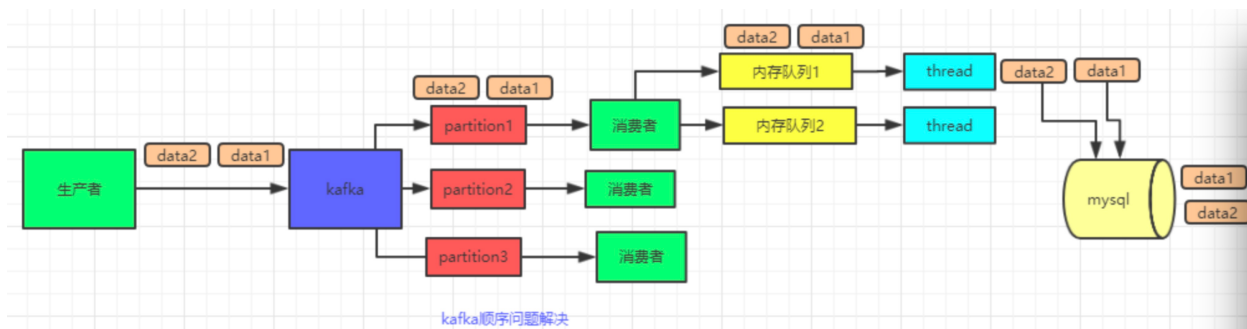 data2 data1
内存队列1 thread data2 data1
data2 data1
partition1 消费者 内存队列2 thread
data2 data1
生产者 kafka partition2 消费者 mysql data1
data2
partition3 消费者
kafka顺序问题解决